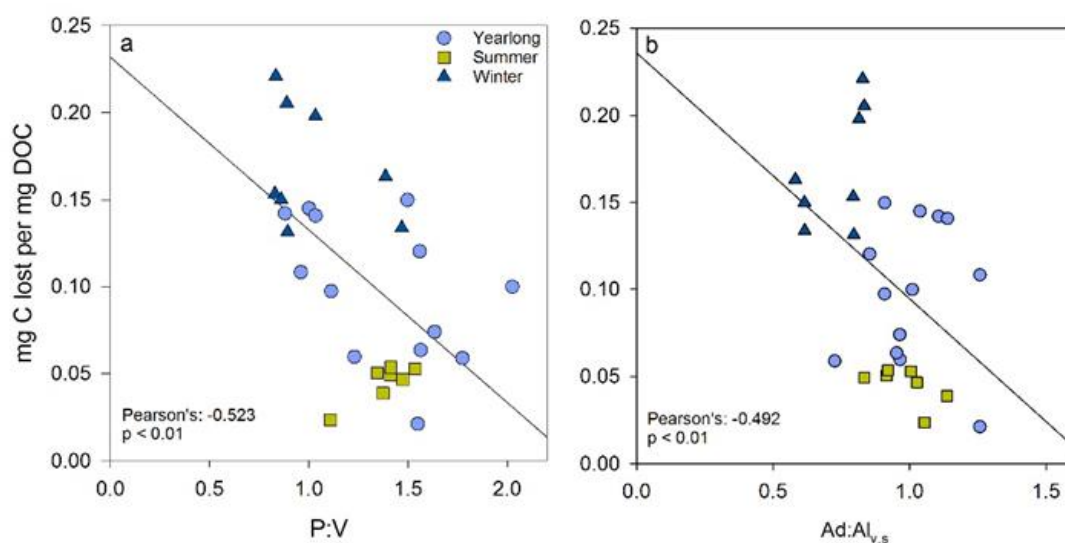 a
Yearlong
Summer
Winter
0.25
0.20
0.15
0.10
0.05
0.00
mg C lost per mg DOC
Pearson's: -0.523
p < 0.01
0.0 0.5 1.0 1.5 2.0
P:V
b
0.25
0.20
0.15
0.10
0.05
0.00
Pearson's: -0.492
p < 0.01
0.0 0.5 1.0 1.5
Ad:Alv,s